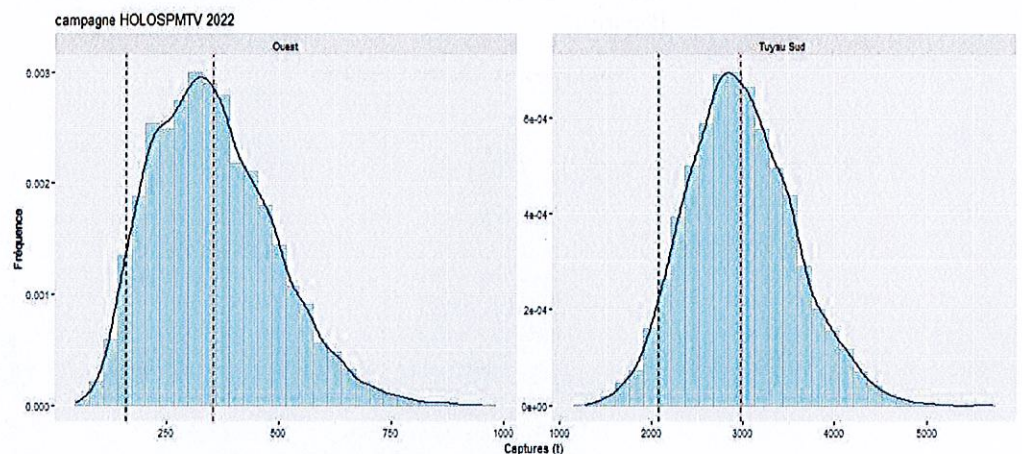 campagne HOLOSPMTV 2022
Ouest
Tuyau Sud
Fréquence
0.003
0.002
0.001
0.000
6e-04
4e-04
2e-04
0e+00
250
500
750
1000
1000
2000
3000
4000
5000
Captures (t)